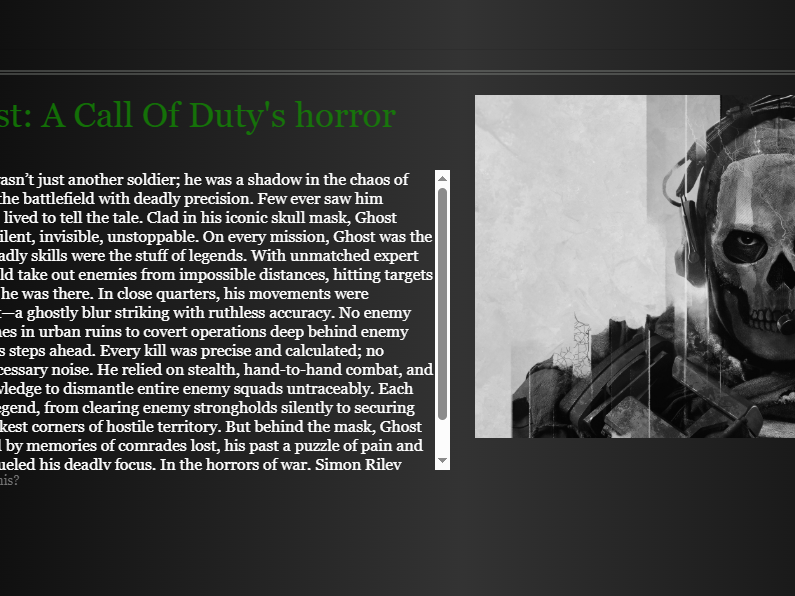 st: A Call Of Duty's horror
asn't just another soldier; he was a shadow in the chaos of
the battlefield with deadly precision. Few ever saw him
lived to tell the tale. Clad in his iconic skull mask, Ghost
ilent, invisible, unstoppable. On every mission, Ghost was the
adly skills were the stuff of legends. With unmatched expert
ld take out enemies from impossible distances, hitting targets
he was there. In close quarters, his movements were
t—a ghostly blur striking with ruthless accuracy. No enemy
nes in urban ruins to covert operations deep behind enemy
s steps ahead. Every kill was precise and calculated; no
cessary noise. He relied on stealth, hand-to-hand combat, and
wledge to dismantle entire enemy squads untraceably. Each
egend, from clearing enemy strongholds silently to securing
kest corners of hostile territory. But behind the mask, Ghost
l by memories of comrades lost, his past a puzzle of pain and
ueled his deadly focus. In the horrors of war, Simon Riley
his?